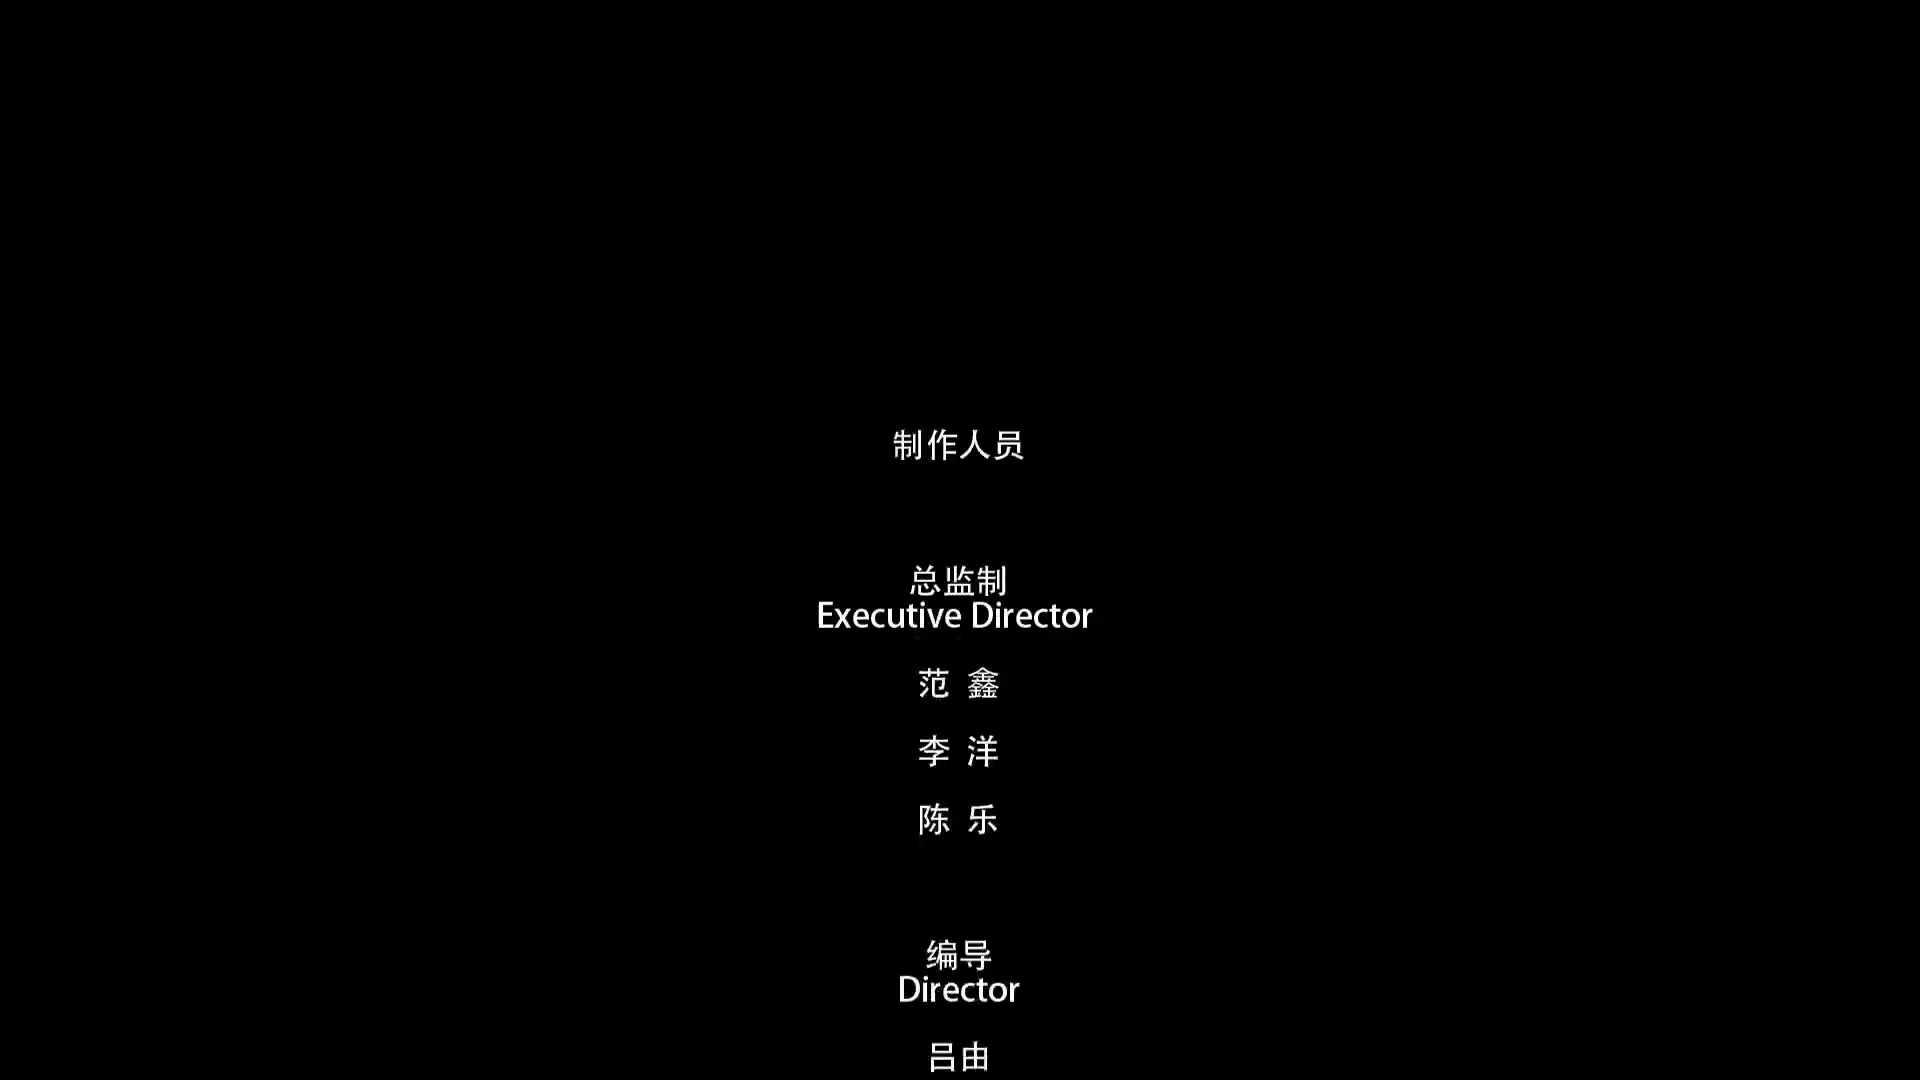 制作人员
总监制
Executive Director
范 鑫
李 洋
陈 乐
编导
Director
吕由